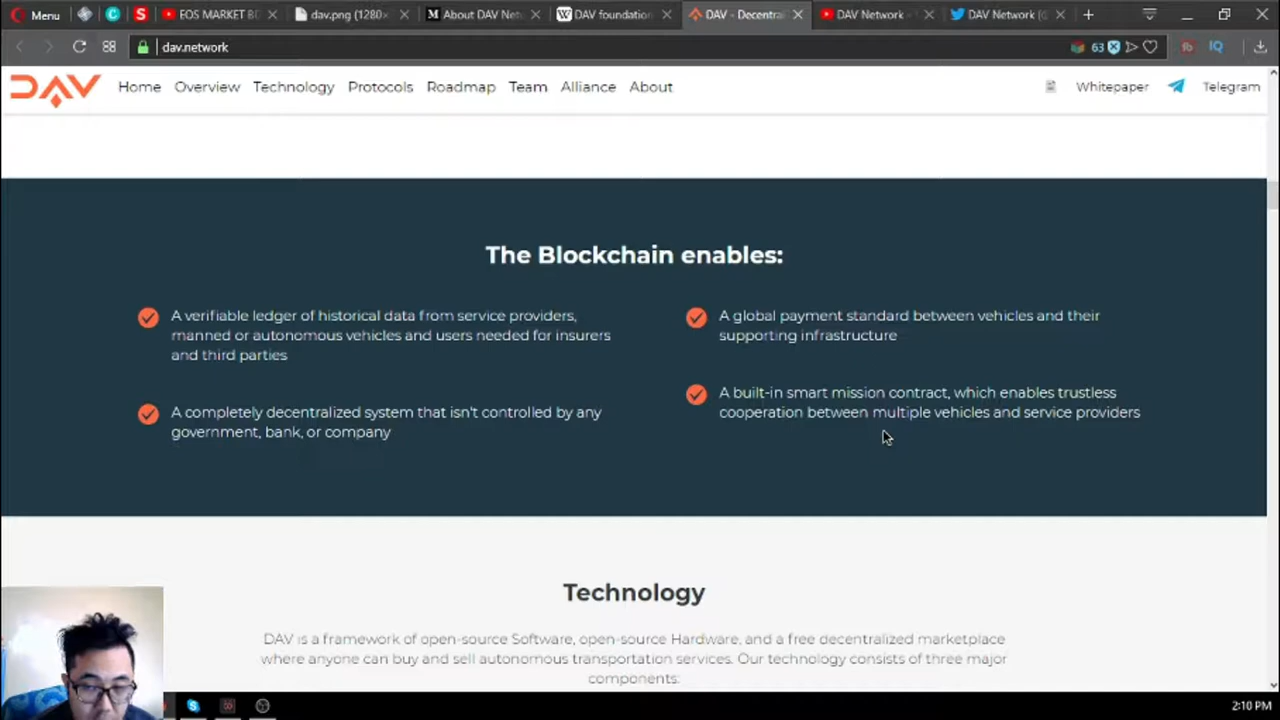 Menu
EOS MARKET B
dav.png (1280×
About DAV Net
DAV foundation
DAV - Decentra
DAV Network -
DAV Network (@
dav.network
63
DAV
Home Overview Technology Protocols Roadmap Team Alliance About
Whitepaper
Telegram
The Blockchain enables:
A verifiable ledger of historical data from service providers,
manned or autonomous vehicles and users needed for insurers
and third parties
A completely decentralized system that isn't controlled by any
government, bank, or company
A global payment standard between vehicles and their
supporting infrastructure
A built-in smart mission contract, which enables trustless
cooperation between multiple vehicles and service providers
Technology
DAV is a framework of open-source Software, open-source Hardware, and a free decentralized marketplace
where anyone can buy and sell autonomous transportation services. Our technology consists of three major
components:
2:10 PM